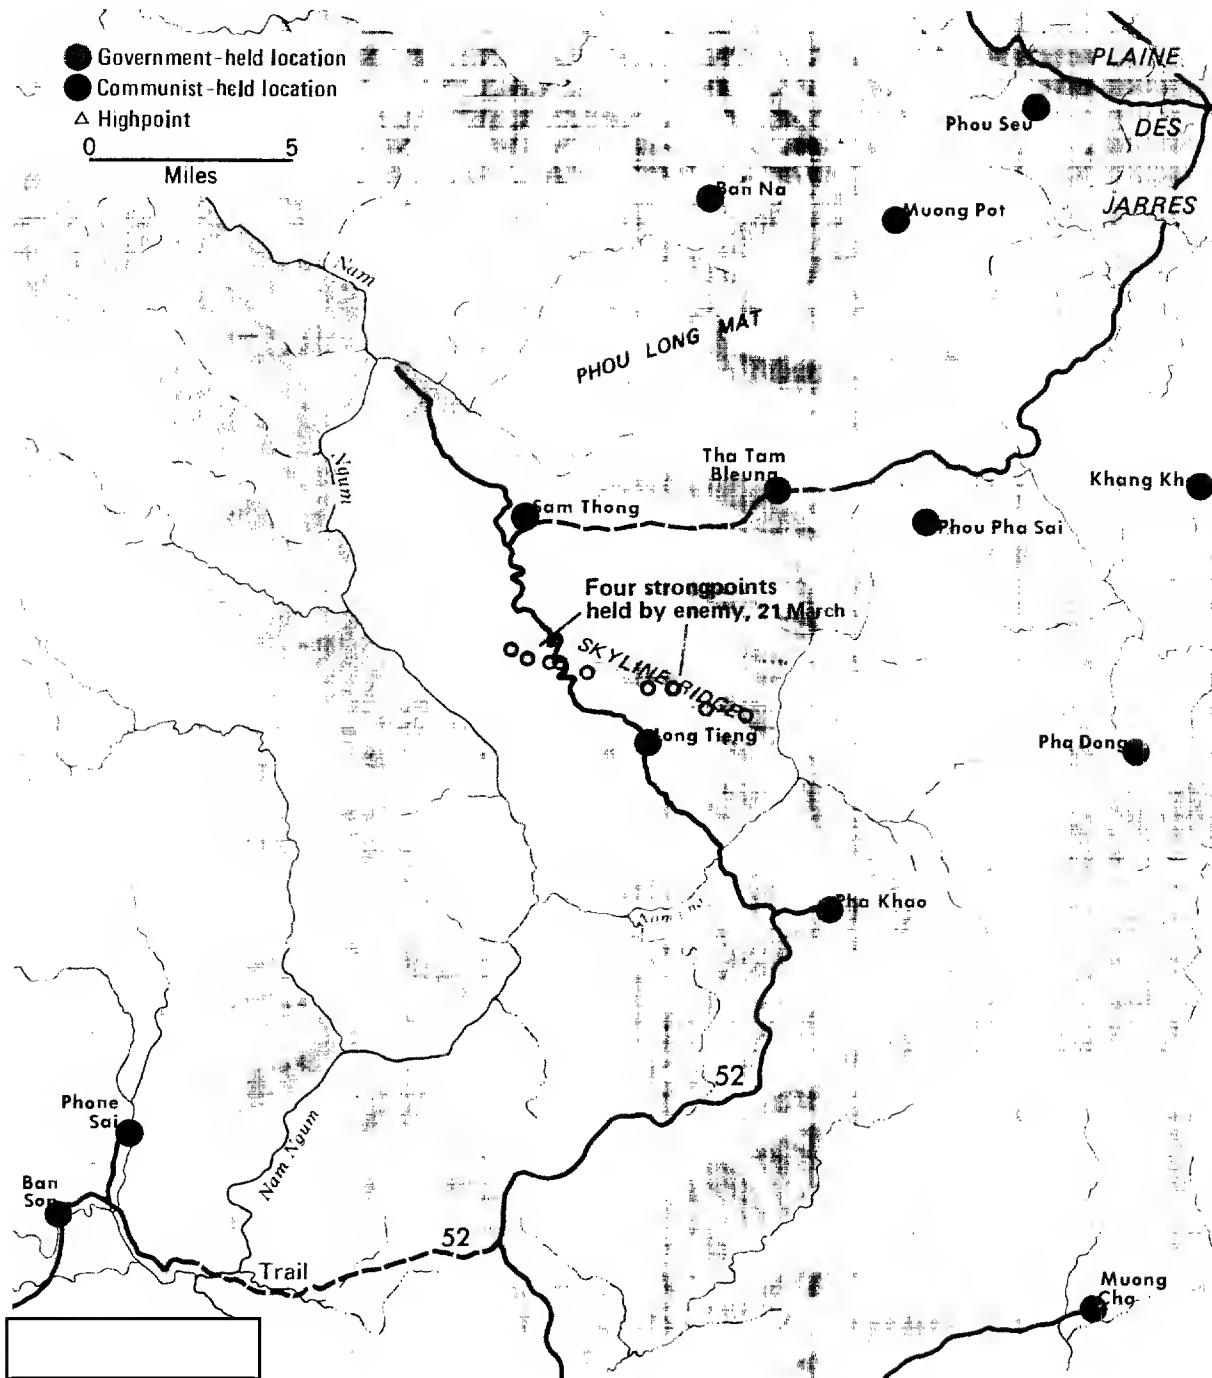 Government-held location
Communist-held location
Highpoint
0 5
Miles
PLAINE
DES
JARRES
Phou Seu
Ban Na
Muong Pot
Nam
PHOU LONG MAT
Ngum
Tha Tam
Bleung
Khang Kh
Sam Thong
Phou Pha Sai
Four strongpoints
held by enemy, 21 March
SKYLINE RIDGE
Long Tieng
Pha Dong
Pha Khao
52
Phone
Sai
Nam Ngum
Ban
Son
52
Trail
Muong
Cha